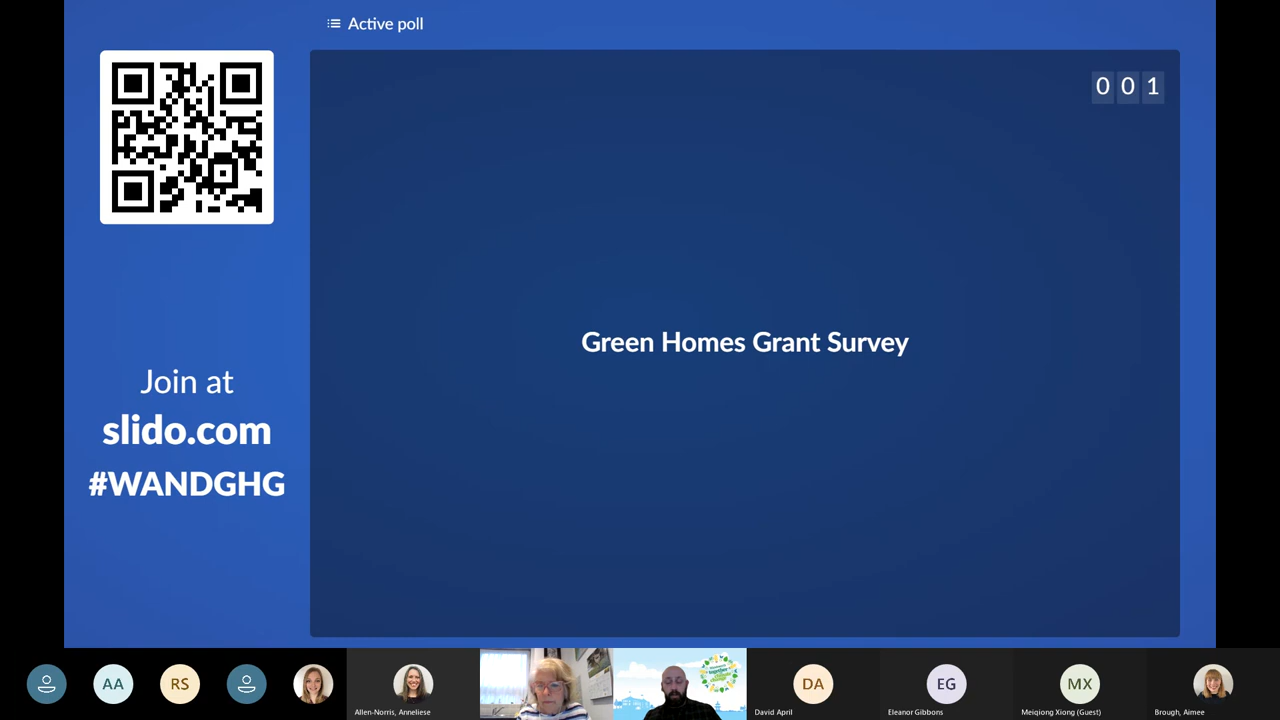 Active poll
001
Green Homes Grant Survey
Join at
slido.com
#WANDGHG
AA
RS
DA
EG
MX
Allen-Norris, Anneliese
David April
Eleanor Gibbons
Meiqiong Xiong (Guest)
Brough, Aimee